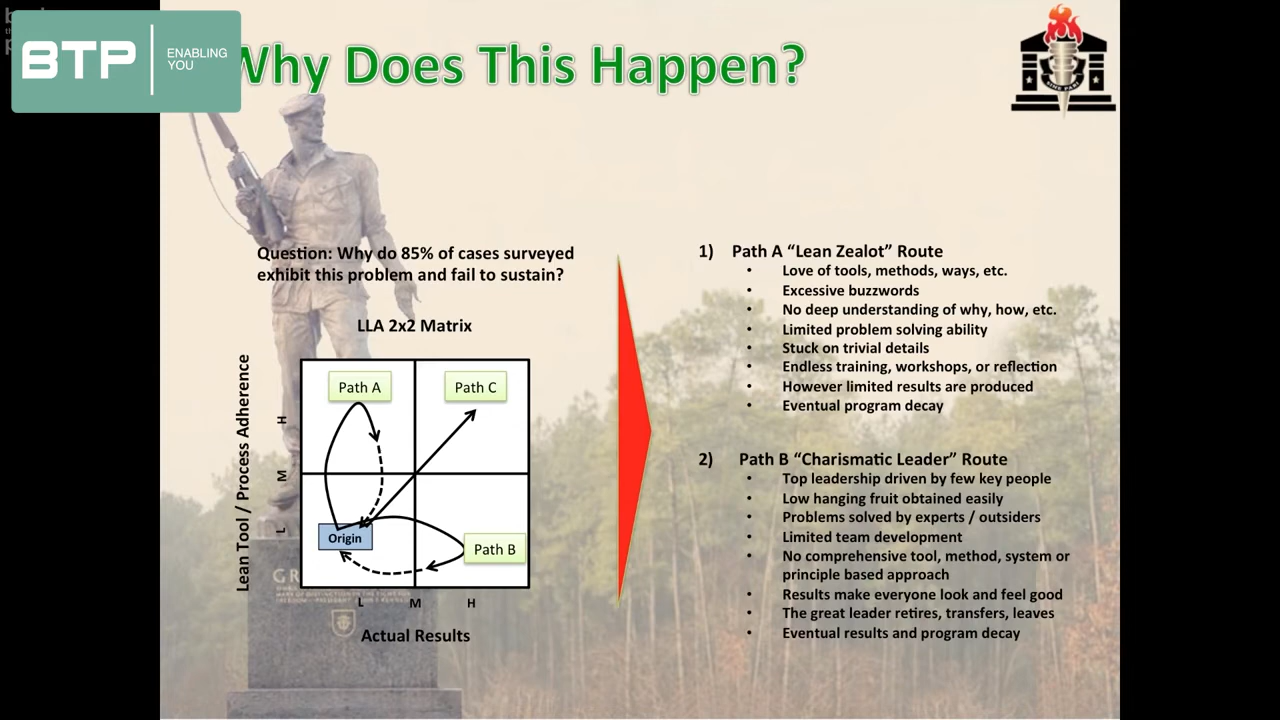 BTP
ENABLING
YOU
Why Does This Happen?
Question: Why do 85% of cases surveyed
exhibit this problem and fail to sustain?
LLA 2x2 Matrix
Lean Tool / Process Adherence
H
M
L
Path A
Path C
Origin
Path B
L M H
Actual Results
1) Path A “Lean Zealot” Route
• Love of tools, methods, ways, etc.
• Excessive buzzwords
• No deep understanding of why, how, etc.
• Limited problem solving ability
• Stuck on trivial details
• Endless training, workshops, or reflection
• However limited results are produced
• Eventual program decay
2) Path B “Charismatic Leader” Route
• Top leadership driven by few key people
• Low hanging fruit obtained easily
• Problems solved by experts / outsiders
• Limited team development
• No comprehensive tool, method, system or
principle based approach
• Results make everyone look and feel good
• The great leader retires, transfers, leaves
• Eventual results and program decay